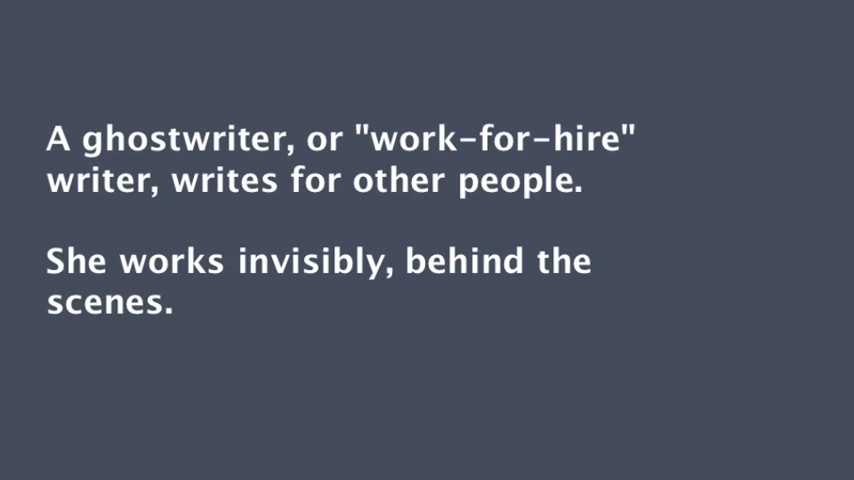 A ghostwriter, or "work-for-hire"
writer, writes for other people.
She works invisibly, behind the
scenes.